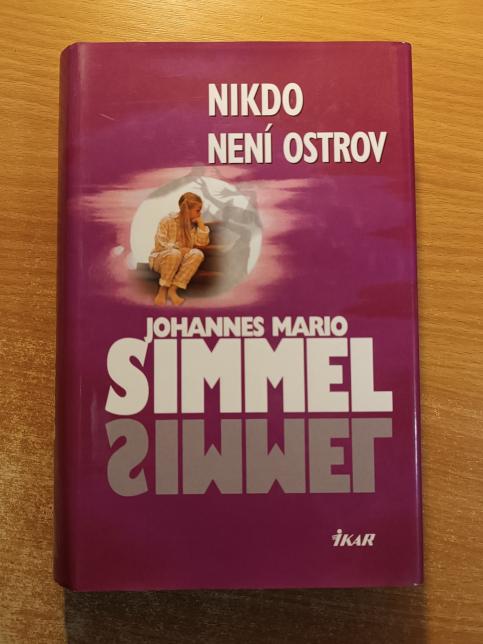 NIKDO
NENÍ OSTROV
JOHANNES MARIO
SIMMEL
SIMMEL
IKAR